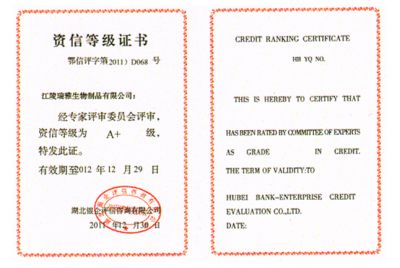 资信等级证书
鄂信评字第2011）D068 号
江陵瑞雅生物制品有限公司：
经专家评审委员会评审，
资信等级为 A+ 级，
特发此证。
有效期至2012 年 12 月 29 日
湖北银企评信咨询有限公司
2011 年 12 月 30 日
CREDIT RANKING CERTIFICATE
HB YQ NO.
THIS IS HEREBY TO CERTIFY THAT
HAS BEEN RATED BY COMMITTEE OF EXPERTS
AS GRADE IN CREDIT.
THE TERM OF VALIDITY:TO
HUBEI BANK-ENTERPRISE CREDIT
EVALUATION CO.,LTD.
DATE: